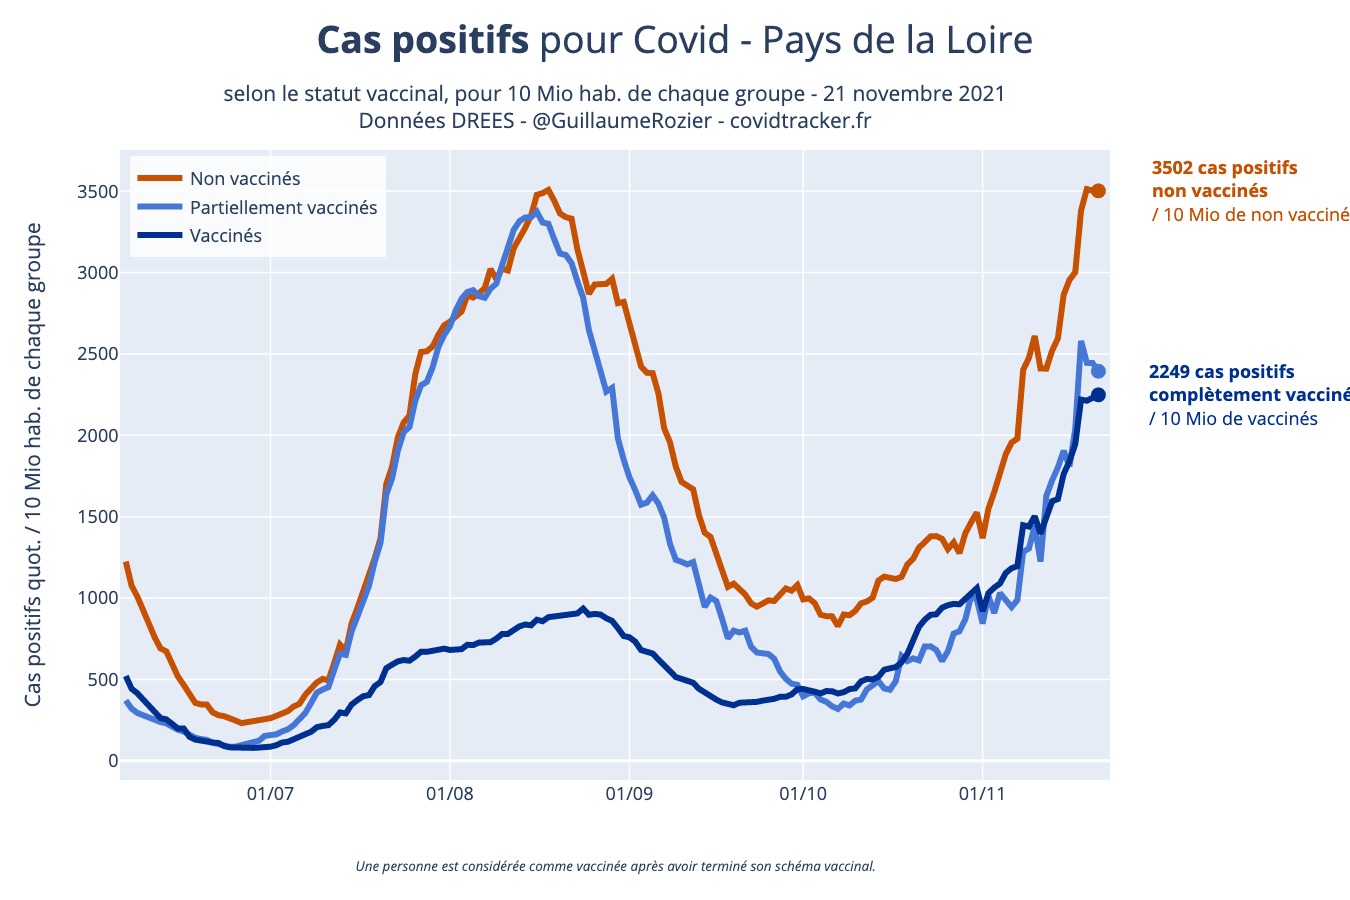 Cas positifs pour Covid - Pays de la Loire
selon le statut vaccinal, pour 10 Mio hab. de chaque groupe - 21 novembre 2021
Données DREES - @GuillaumeRozier - covidtracker.fr
Non vaccinés
Partiellement vaccinés
Vaccinés
Cas positifs quot. / 10 Mio hab. de chaque groupe
3500
3000
2500
2000
1500
1000
500
0
01/07
01/08
01/09
01/10
01/11
3502 cas positifs
non vaccinés
/ 10 Mio de non vacciné
2249 cas positifs
complètement vacciné
/ 10 Mio de vaccinés
Une personne est considérée comme vaccinée après avoir terminé son schéma vaccinal.